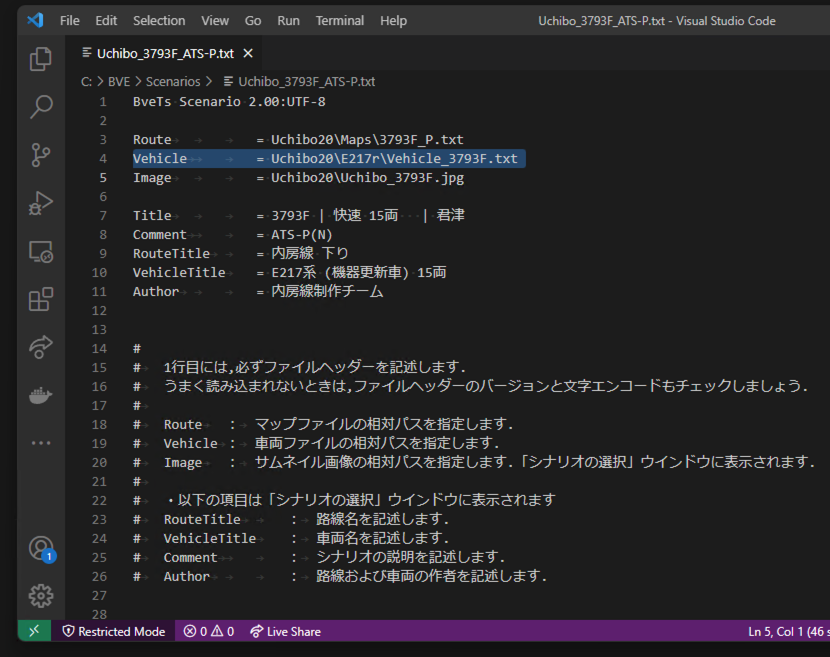 File Edit Selection View Go Run Terminal Help Uchibo_3793F_ATS-P.txt - Visual Studio Code
Uchibo_3793F_ATS-P.txt
C: > BVE > Scenarios > Uchibo_3793F_ATS-P.txt
1 BveTs Scenario 2.00:UTF-8
2
3 Route = Uchibo20\Maps\3793F_P.txt
4 Vehicle = Uchibo20\E217r\Vehicle_3793F.txt
5 Image = Uchibo20\Uchibo_3793F.jpg
6
7 Title = 3793F | 快速 15両 | 君津
8 Comment = ATS-P(N)
9 RouteTitle = 内房線 下り
10 VehicleTitle = E217系 (機器更新車) 15両
11 Author = 内房線制作チーム
12
13
14 #
15 # 1行目には,必ずファイルヘッダーを記述します.
16 # うまく読み込まれないときは,ファイルヘッダーのバージョンと文字エンコードもチェックしましょう.
17 #
18 # Route : マップファイルの相対パスを指定します.
19 # Vehicle : 車両ファイルの相対パスを指定します.
20 # Image : サムネイル画像の相対パスを指定します.「シナリオの選択」ウインドウに表示されます.
21 #
22 # ・以下の項目は「シナリオの選択」ウインドウに表示されます
23 # RouteTitle : 路線名を記述します.
24 # VehicleTitle : 車両名を記述します.
25 # Comment : シナリオの説明を記述します.
26 # Author : 路線および車両の作者を記述します.
27
28
1
Restricted Mode 0 0 Live Share Ln 5, Col 1 (46 s